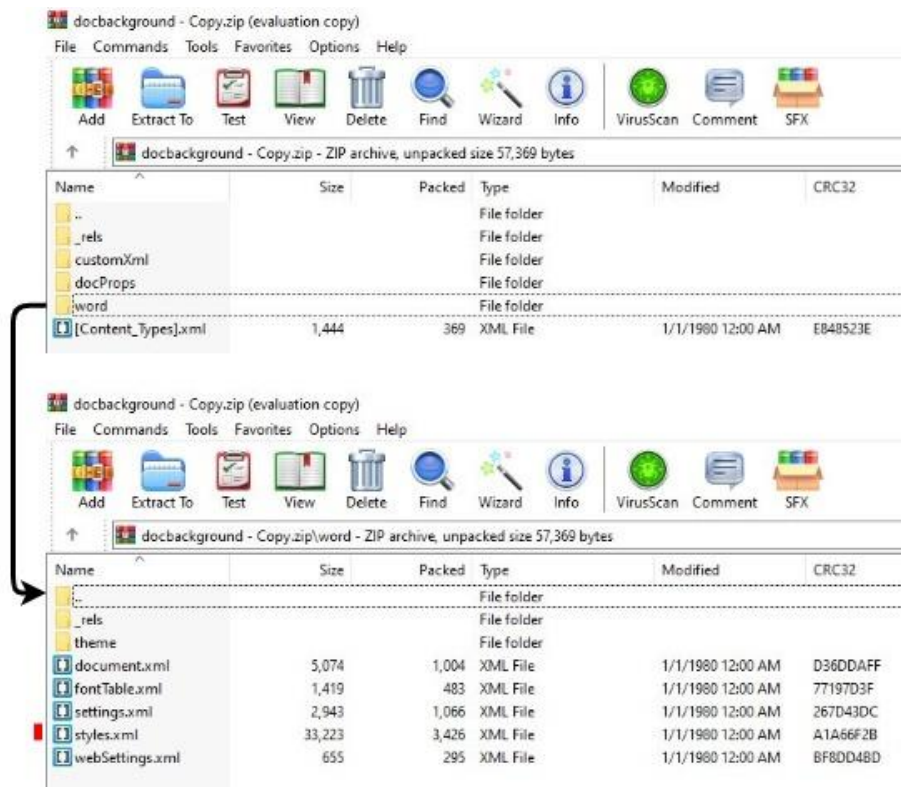 docbackground - Copy.zip (evaluation copy)
File Commands Tools Favorites Options Help
Add Extract To Test View Delete Find Wizard Info VirusScan Comment SFX
docbackground - Copy.zip - ZIP archive, unpacked size 57,369 bytes
Name Size Packed Type Modified CRC32
.. File folder
_rels File folder
customXml File folder
docProps File folder
word File folder
[Content_Types].xml 1,444 369 XML File 1/1/1980 12:00 AM E848523E
docbackground - Copy.zip (evaluation copy)
File Commands Tools Favorites Options Help
Add Extract To Test View Delete Find Wizard Info VirusScan Comment SFX
docbackground - Copy.zip\word - ZIP archive, unpacked size 57,369 bytes
Name Size Packed Type Modified CRC32
.. File folder
_rels File folder
theme File folder
document.xml 5,074 1,004 XML File 1/1/1980 12:00 AM D36DDAFF
fontTable.xml 1,419 483 XML File 1/1/1980 12:00 AM 77197D3F
settings.xml 2,943 1,066 XML File 1/1/1980 12:00 AM 267D43DC
styles.xml 33,223 3,426 XML File 1/1/1980 12:00 AM A1A66F2B
webSettings.xml 655 295 XML File 1/1/1980 12:00 AM BF8DD4BD